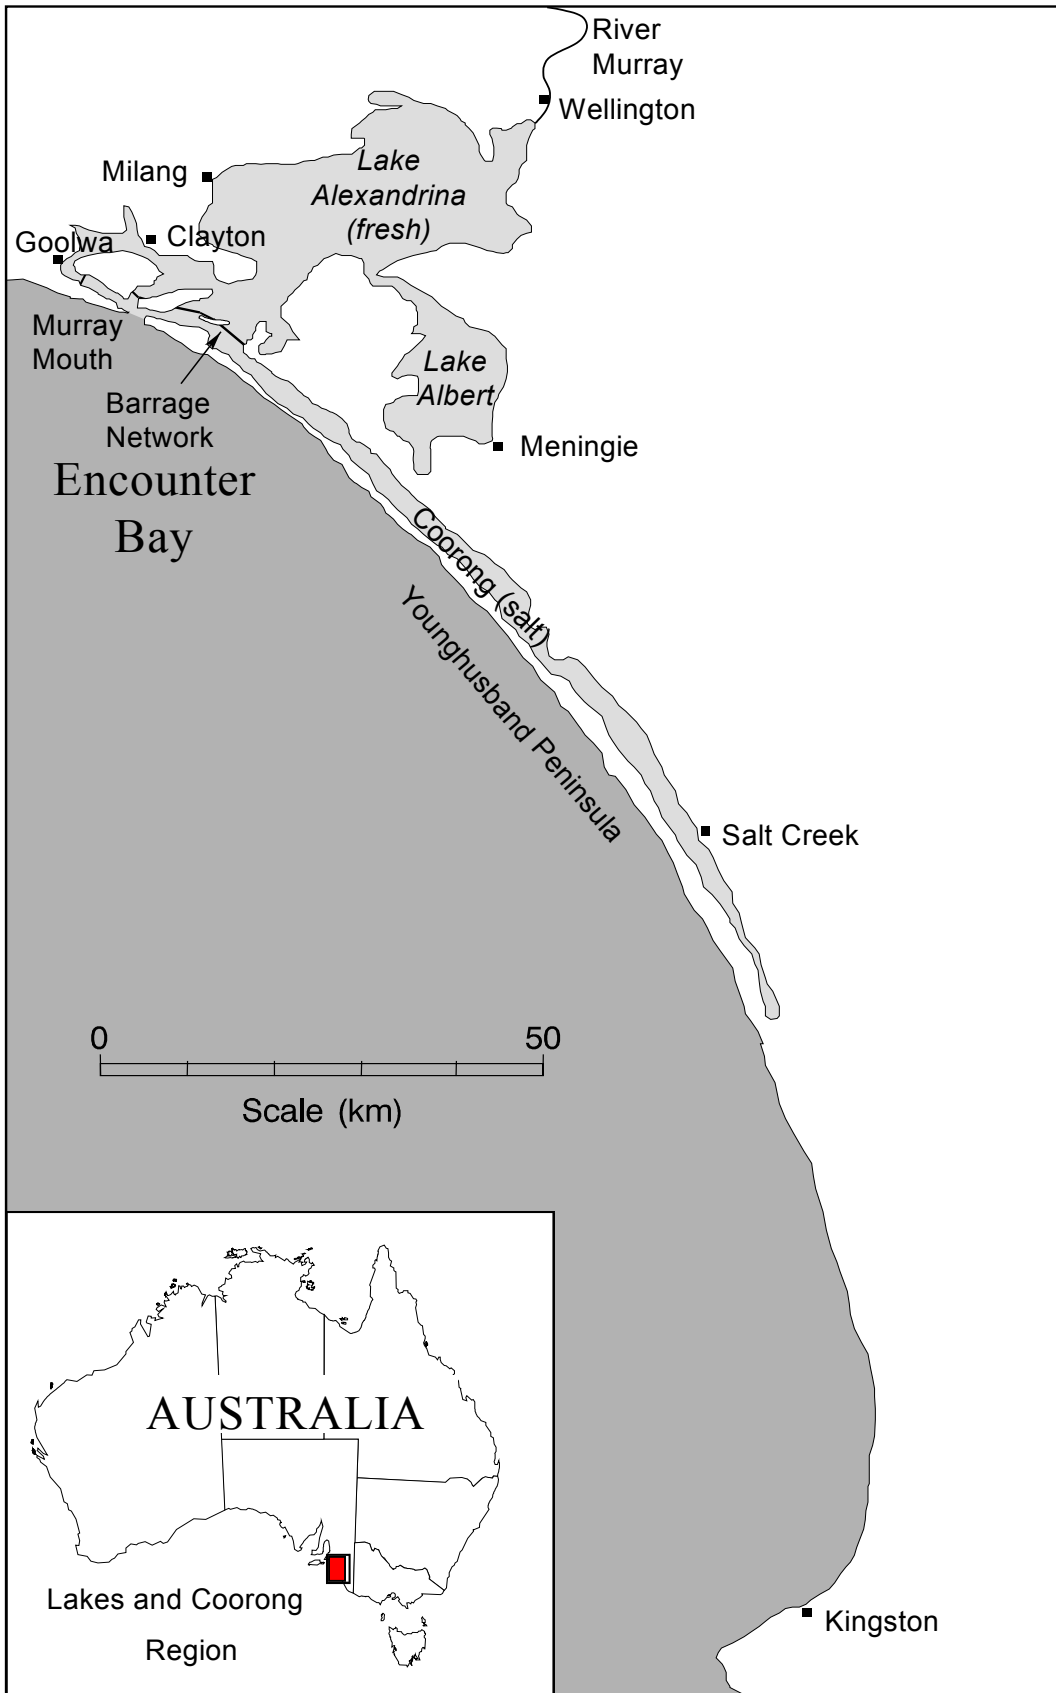 River
Murray
Wellington
Milang
Lake
Alexandrina
(fresh)
Clayton
Goolwa
Murray
Mouth
Lake
Albert
Barrage
Network
Meningie
Encounter
Bay
Coorong (salt)
Younghusband Peninsula
Salt Creek
0 50
Scale (km)
AUSTRALIA
Lakes and Coorong
Region
Kingston